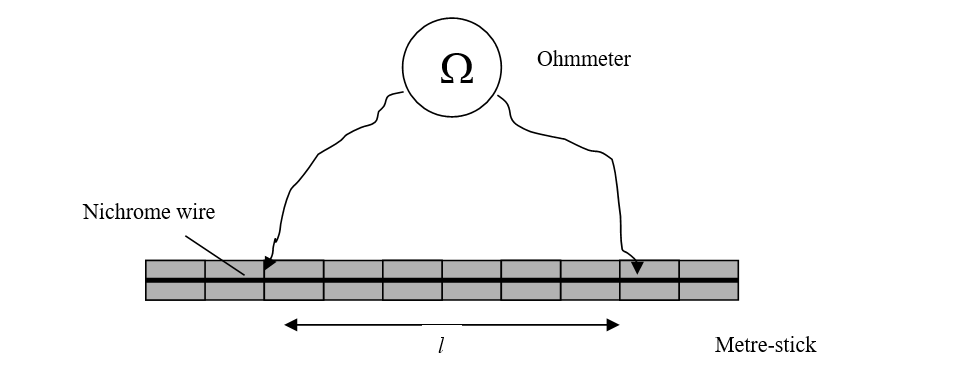 Ω
Ohmmeter
Nichrome wire
l
Metre-stick